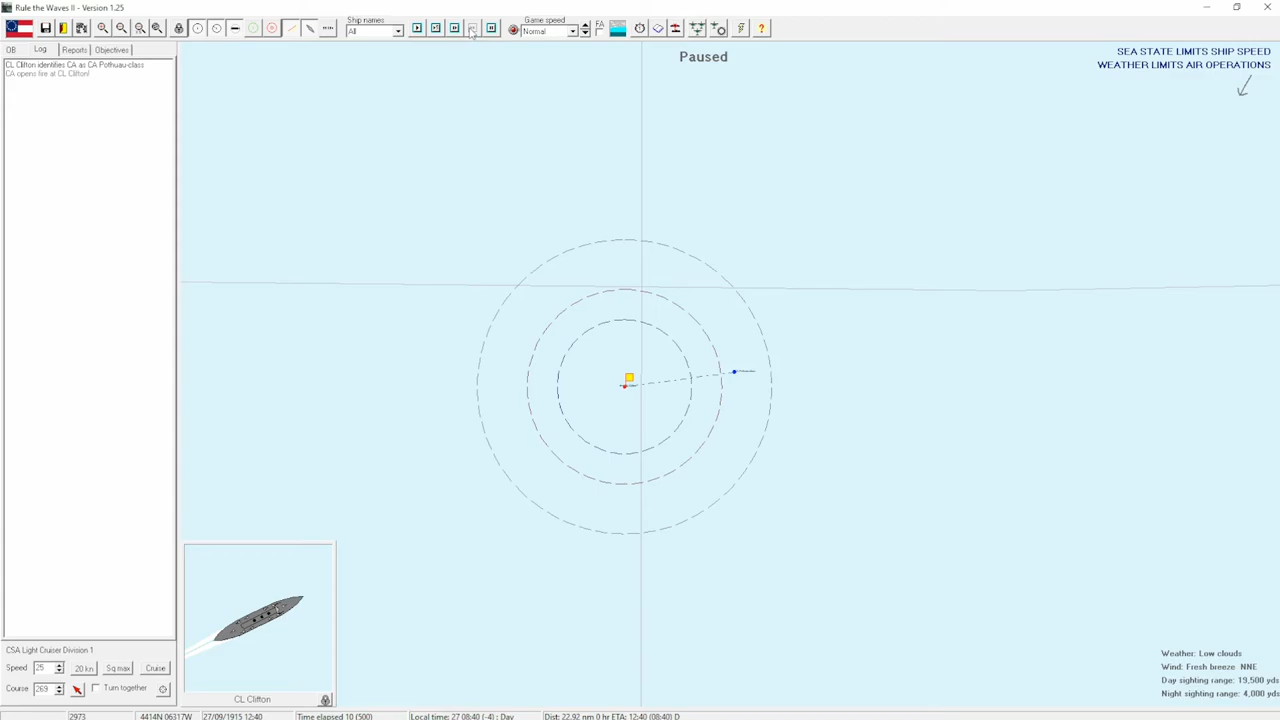 Rule the Waves II - Version 1.25
Ship names
All
Game speed
Normal
FA
OB Log Reports Objectives
CL Clifton identifies CA as CA Pothuau-class
CA opens fire at CL Clifton!
Paused
SEA STATE LIMITS SHIP SPEED
WEATHER LIMITS AIR OPERATIONS
CSA Light Cruiser Division 1
Speed 25 20 kn Sq max Cruise
Course 269 Turn together
CL Clifton
Weather: Low clouds
Wind: Fresh breeze NNE
Day sighting range: 19,500 yds
Night sighting range: 4,000 yds
2973 4414N 06317W 27/09/1915 12:40 Time elapsed 10 (500) Local time: 27 08:40 (-4) : Day Dist: 22.92 nm 0 hr ETA: 12:40 (08:40) D